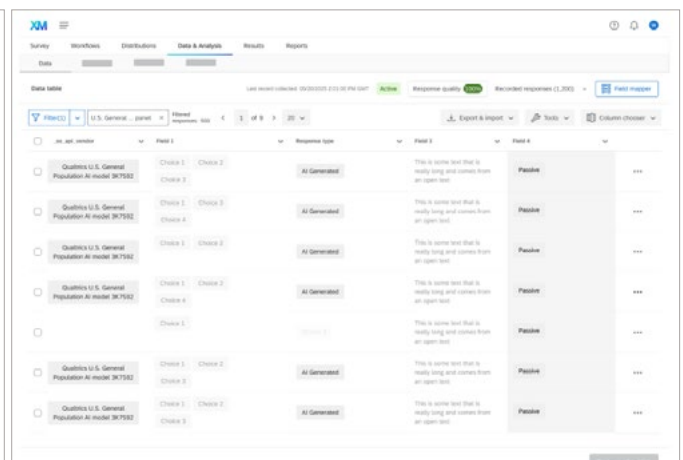 XM
Survey Workflows Distributions Data & Analysis Results Reports
Data
Data table Active Response quality 100% Recorded responses (1,200) Field mapper
Filter(1) U.S. General ... panel Filtered responses: 1 of 9 20 Export & import Tools Column chooser
Field 1 Response type Field 3 Field 4
Qualtrics U.S. General
Population AI model 3K7592
Choice 1 Choice 2
Choice 3
AI Generated
This is some text that is
really long and comes from
an open text
Passive
Qualtrics U.S. General
Population AI model 3K7592
Choice 1 Choice 3
Choice 4
AI Generated
This is some text that is
really long and comes from
an open text
Passive
Qualtrics U.S. General
Population AI model 3K7592
Choice 1 Choice 2
AI Generated
This is some text that is
really long and comes from
an open text
Passive
Qualtrics U.S. General
Population AI model 3K7592
Choice 1 Choice 2
Choice 4
AI Generated
This is some text that is
really long and comes from
an open text
Passive
Choice 1
This is some text that is
really long and comes from
an open text
Passive
Qualtrics U.S. General
Population AI model 3K7592
Choice 1 Choice 2
Choice 3
AI Generated
This is some text that is
really long and comes from
an open text
Passive
Qualtrics U.S. General
Population AI model 3K7592
Choice 1 Choice 2
Choice 3
AI Generated
This is some text that is
really long and comes from
an open text
Passive